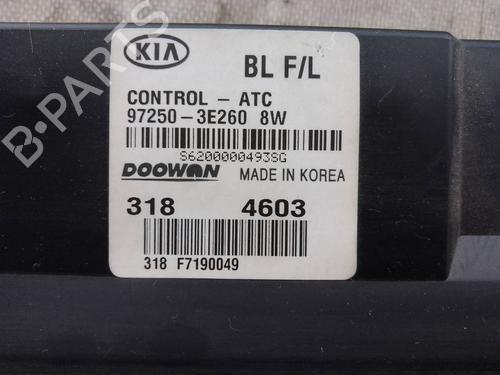 KIA
BL F/L
CONTROL - ATC
97250-3E260 8W
S6200000493SG
DOOWON MADE IN KOREA
318 4603
318 F7190049
B-PARTS